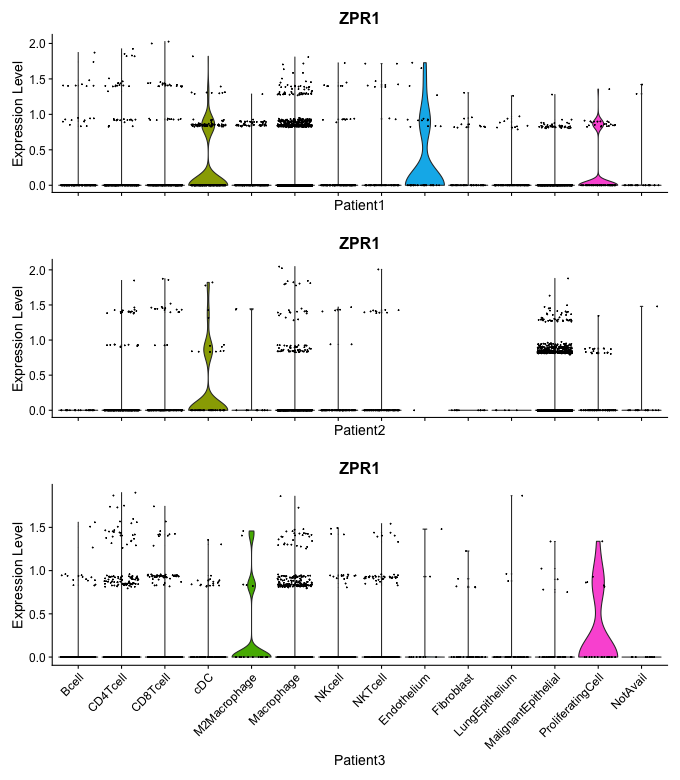 ZPR1
Expression Level
2.0
1.5
1.0
0.5
0.0
Patient1
ZPR1
Expression Level
2.0
1.5
1.0
0.5
0.0
Patient2
ZPR1
Expression Level
1.5
1.0
0.5
0.0
Bcell
CD4Tcell
CD8Tcell
cDC
M2Macrophage
Macrophage
NKcell
NKTcell
Endothelium
Fibroblast
LungEpithelium
MalignantEpithelial
ProliferatingCell
NotAvail
Patient3